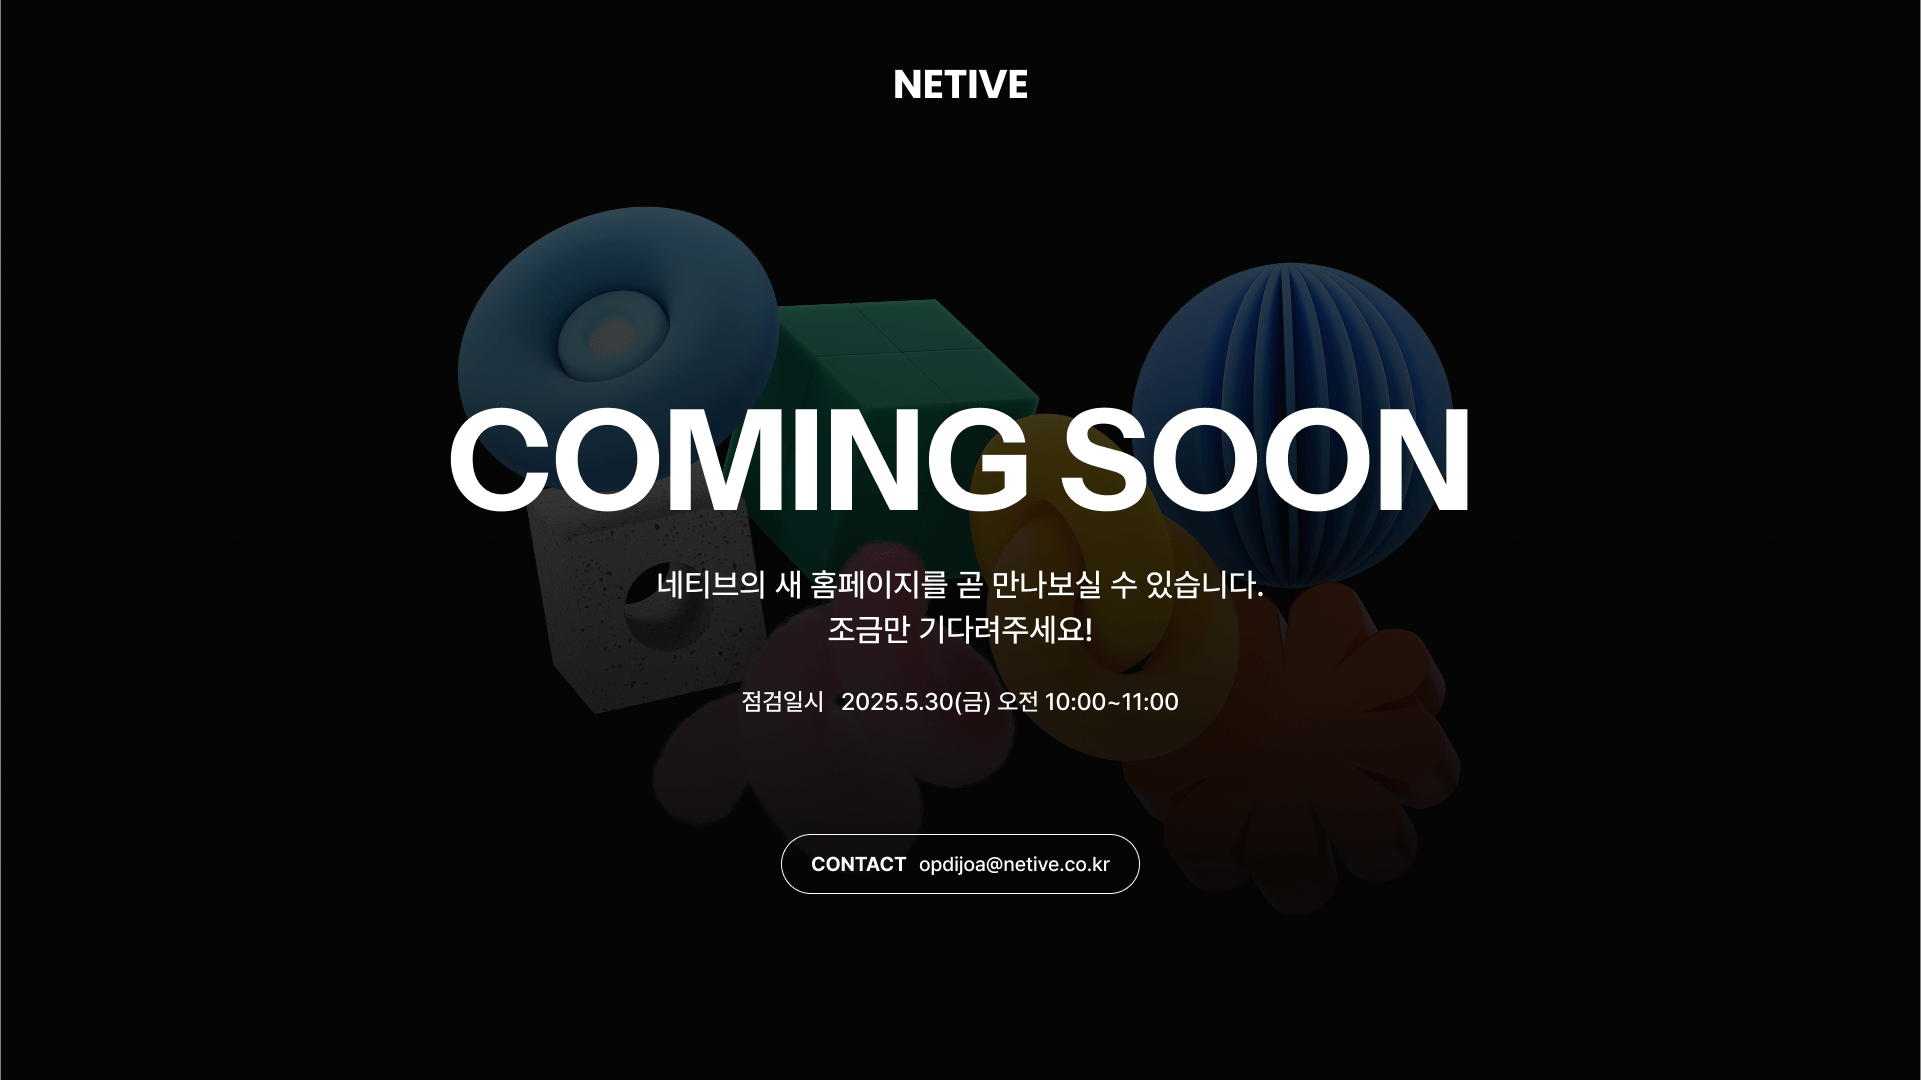 NETIVE
COMING SOON
네티브의 새 홈페이지를 곧 만나보실 수 있습니다.
조금만 기다려주세요!
점검일시 2025.5.30(금) 오전 10:00~11:00
CONTACT opdijoa@netive.co.kr